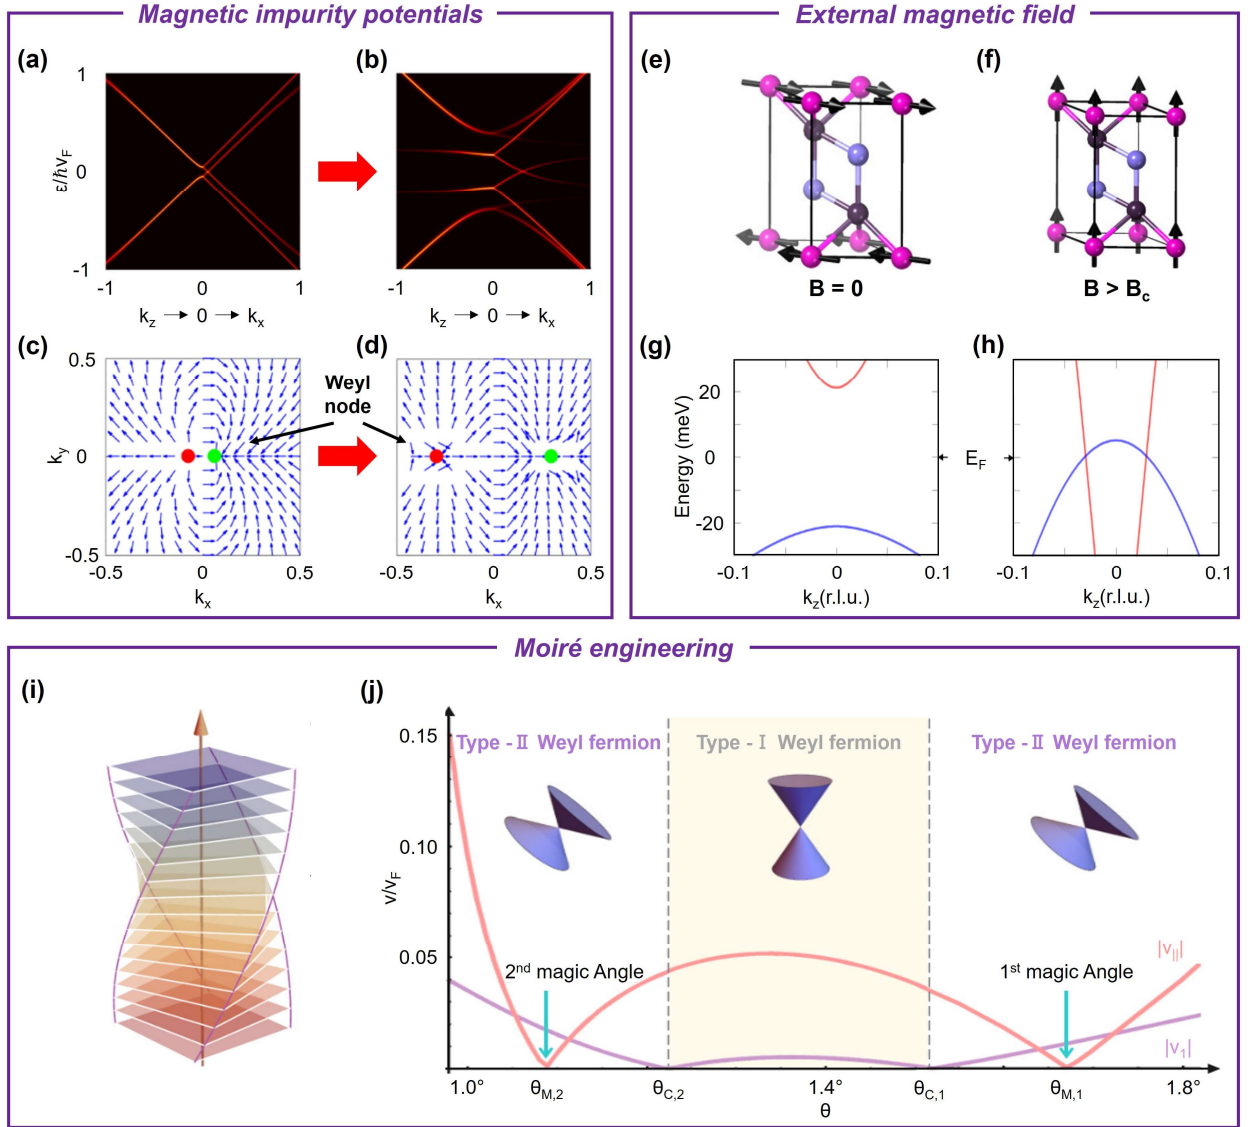 Magnetic impurity potentials
(a)
(b)
1
ε/ħv_F
0
-1
-1
0
1
-1
0
1
k_z → 0 → k_x
k_z → 0 → k_x
(c)
(d)
0.5
k_y
0
-0.5
Weyl
node
-0.5
0
0.5
-0.5
0
0.5
k_x
k_x
External magnetic field
(e)
(f)
B = 0
B > B_c
(g)
(h)
Energy (meV)
20
0
-20
E_F
-0.1
0
0.1
-0.1
0
0.1
k_z(r.l.u.)
k_z(r.l.u.)
Moiré engineering
(i)
(j)
0.15
0.10
0.05
v/v_F
Type - Ⅱ Weyl fermion
Type - Ⅰ Weyl fermion
Type - Ⅱ Weyl fermion
2nd magic Angle
1st magic Angle
|v_|||
|v_1|
1.0°
θ_M,2
θ_C,2
1.4°
θ_C,1
θ_M,1
1.8°
θ